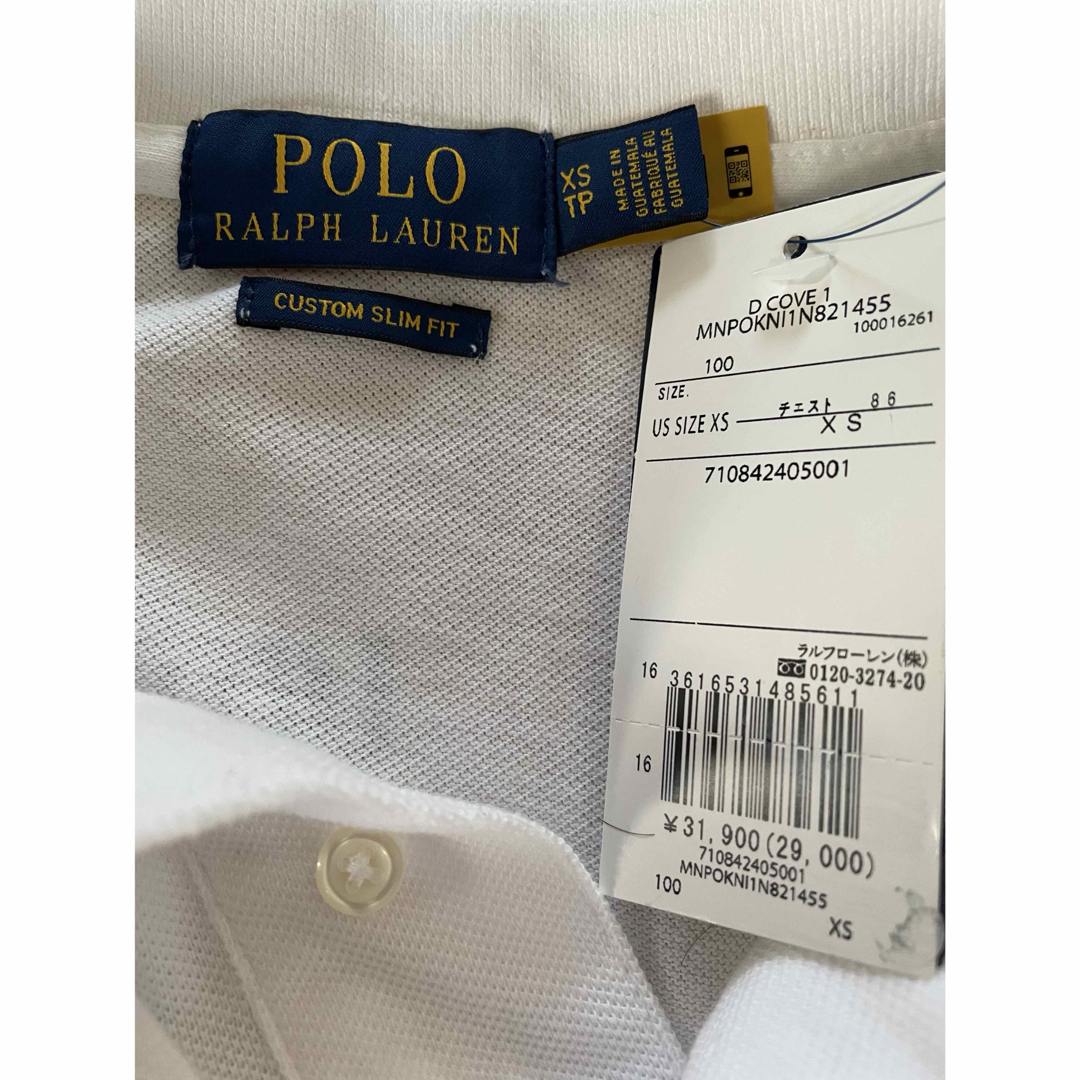 POLO
RALPH LAUREN
CUSTOM SLIM FIT
XS
TP
MADE IN
GUATEMALA
FABRIQUÉ AU
GUATEMALA
D COVE 1
MNPOKNI1N821455
100016261
100
SIZE.
US SIZE XS
チェスト 86
XS
710842405001
ラルフローレン(株)
0120-3274-20
16
3616531485611
16
¥31,900(29,000)
710842405001
MNPOKNI1N821455
100
XS